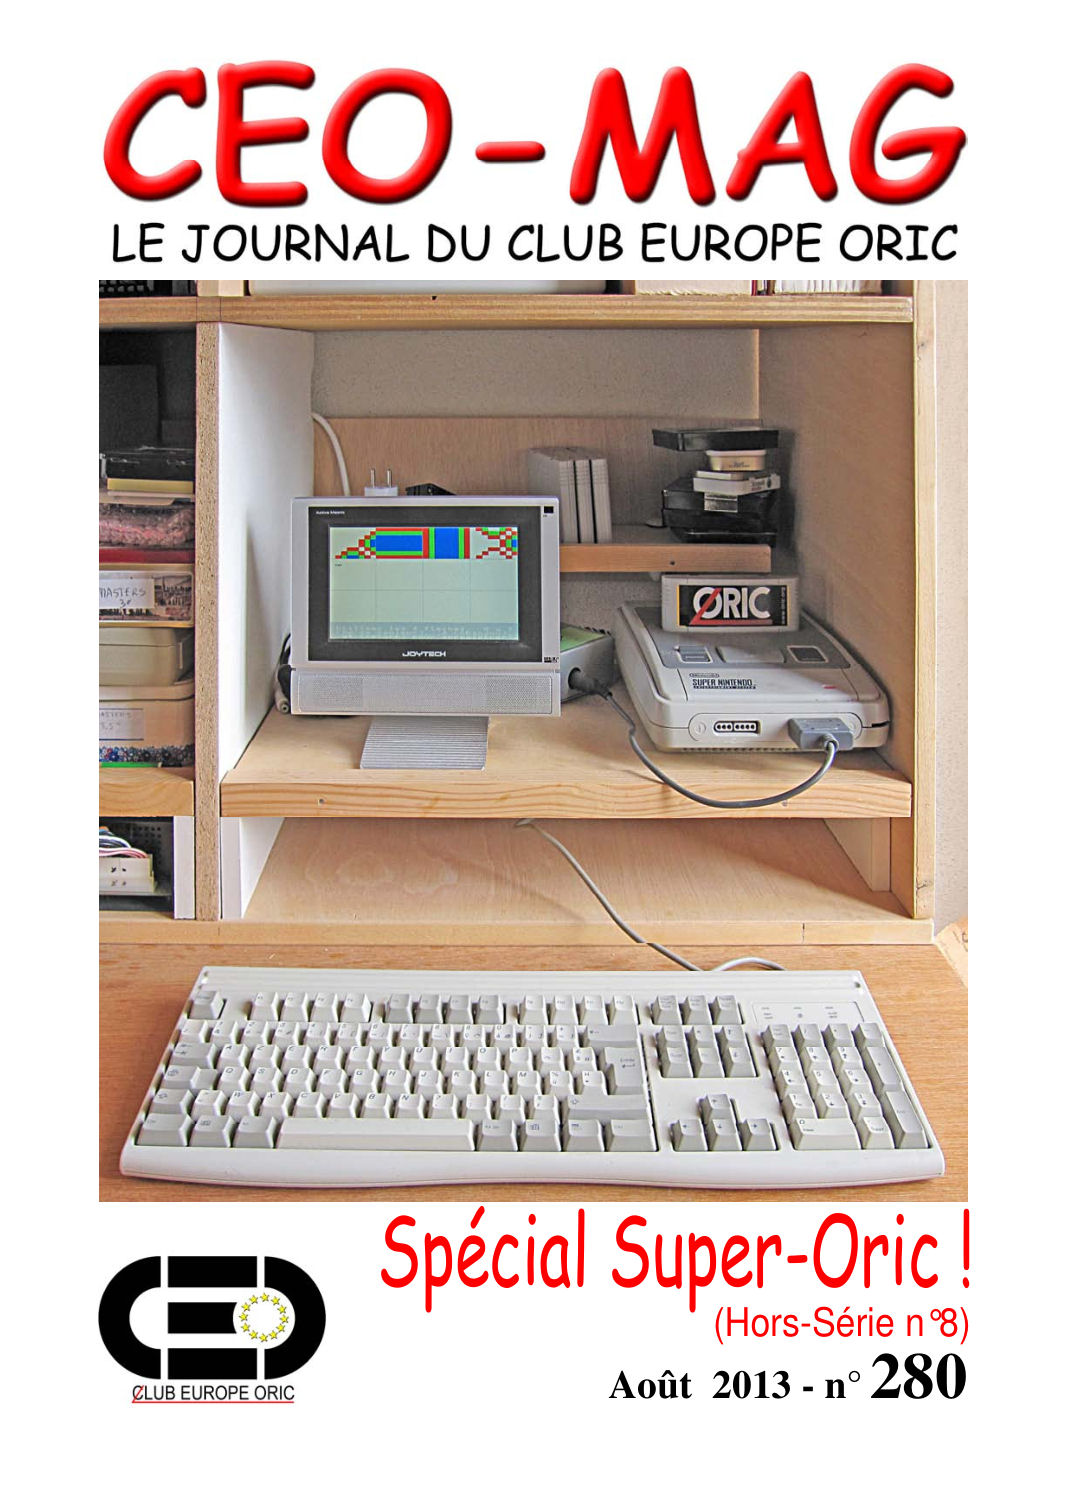 CEO-MAG
LE JOURNAL DU CLUB EUROPE ORIC
MASTERS
JOYTECH
ORIC
SUPER NINTENDO
Spécial Super-Oric !
(Hors-Série n°8)
Août 2013 - n° 280
CLUB EUROPE ORIC